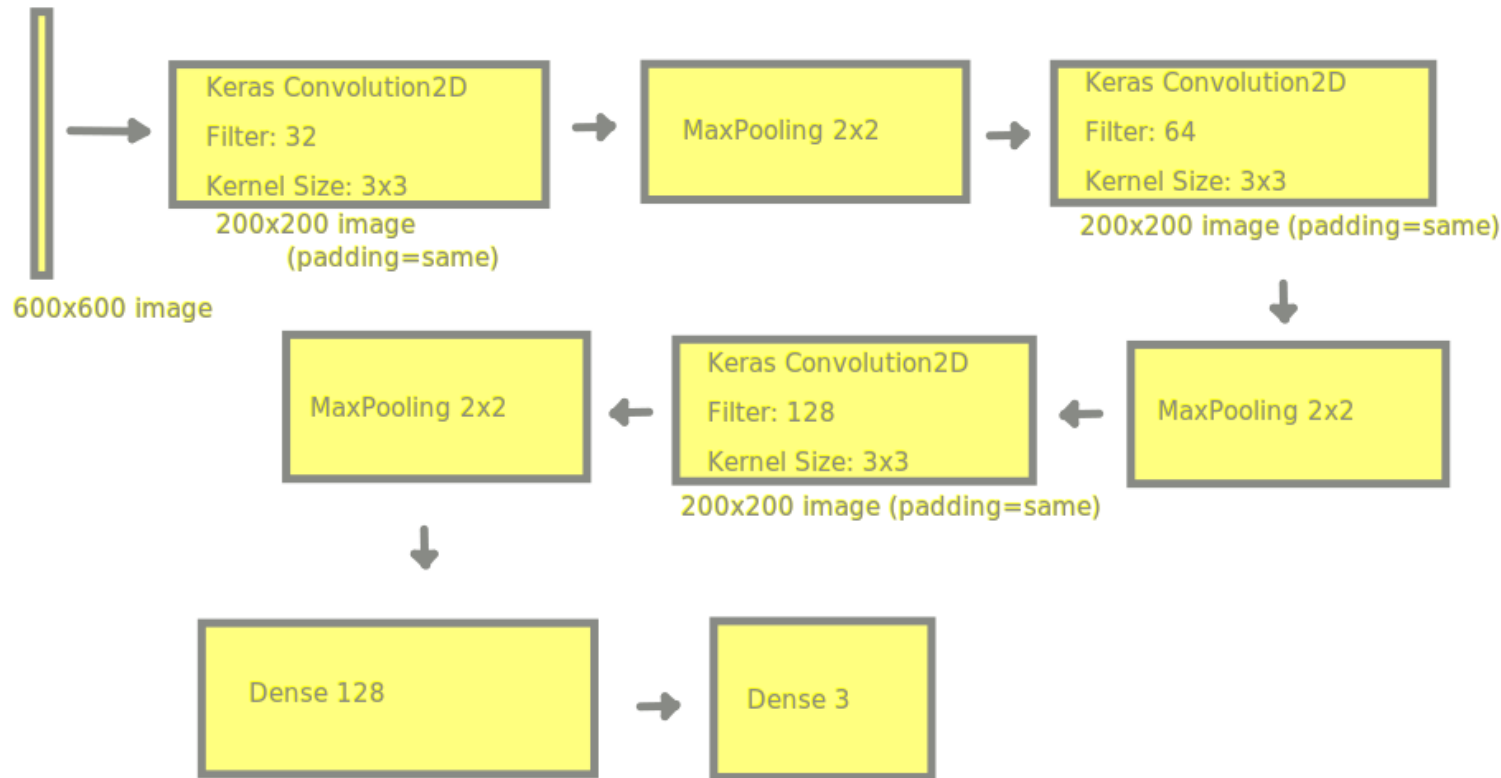 600x600 image
Keras Convolution2D
Filter: 32
Kernel Size: 3x3
200x200 image
(padding=same)
MaxPooling 2x2
Keras Convolution2D
Filter: 64
Kernel Size: 3x3
200x200 image (padding=same)
MaxPooling 2x2
Keras Convolution2D
Filter: 128
Kernel Size: 3x3
200x200 image (padding=same)
MaxPooling 2x2
Dense 128
Dense 3